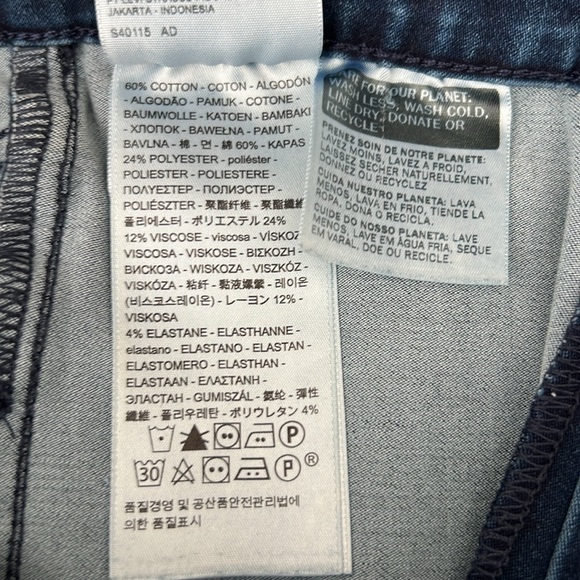 JAKARTA - INDONESIA
S40115 AD
60% COTTON - COTON - ALGODÓN
- ALGODÃO - PAMUK - COTONE -
BAUMWOLLE - KATOEN - BAMBAKI
- ХЛОПОК - BAWEŁNA - PAMUT -
BAVLNA - 棉 - 면 - 綿 60% - KAPAS
24% POLYESTER - poliéster -
POLIESTER - POLIESTERE -
ΠΟΛΥΕΣΤΕΡ - ПОЛИЭСТЕР -
POLIÉSZTER - 聚酯纤维 - 聚酯纖維
폴리에스터 - ポリエステル 24%
12% VISCOSE - viscosa - VİSKOZ
VISCOSA - VISKOSE - ΒΙΣΚΟΖΗ -
ВИСКОЗА - WISKOZA - VISZKÓZ -
VISKÓZA - 粘纤 - 黏液螺縈 - 레이온
(비스코스레이온) - レーヨン 12% -
VISKOSA
4% ELASTANE - ELASTHANNE -
elastano - ELASTANO - ELASTAN -
ELASTOMERO - ELASTHAN -
ELASTAAN - ΕΛΑΣΤΑΝΗ -
ЭЛАСТАН - GUMISZÁL - 氨纶 - 弹性
纖維 - 폴리우레탄 - ポリウレタン 4%
P
30 P ®
품질경영 및 공산품안전관리법에
의한 품질표시
FOR OUR PLANET:
WASH LESS, WASH COLD,
LINE DRY, DONATE OR
RECYCLE
PRENEZ SOIN DE NOTRE PLANETE:
LAVEZ MOINS, LAVEZ A FROID,
LAISSEZ SECHER NATURELLEMENT,
DONNEZ OU RECYCLEZ
CUIDA NUESTRO PLANETA: LAVA
MENOS, LAVA EN FRIO, TIENDE LA
ROPA, DONA O RECICLA.
CUIDE DO NOSSO PLANETA: LAVE
MENOS, LAVE EM ÁGUA FRIA, SEQUE
EM VARAL, DOE OU RECICLE.